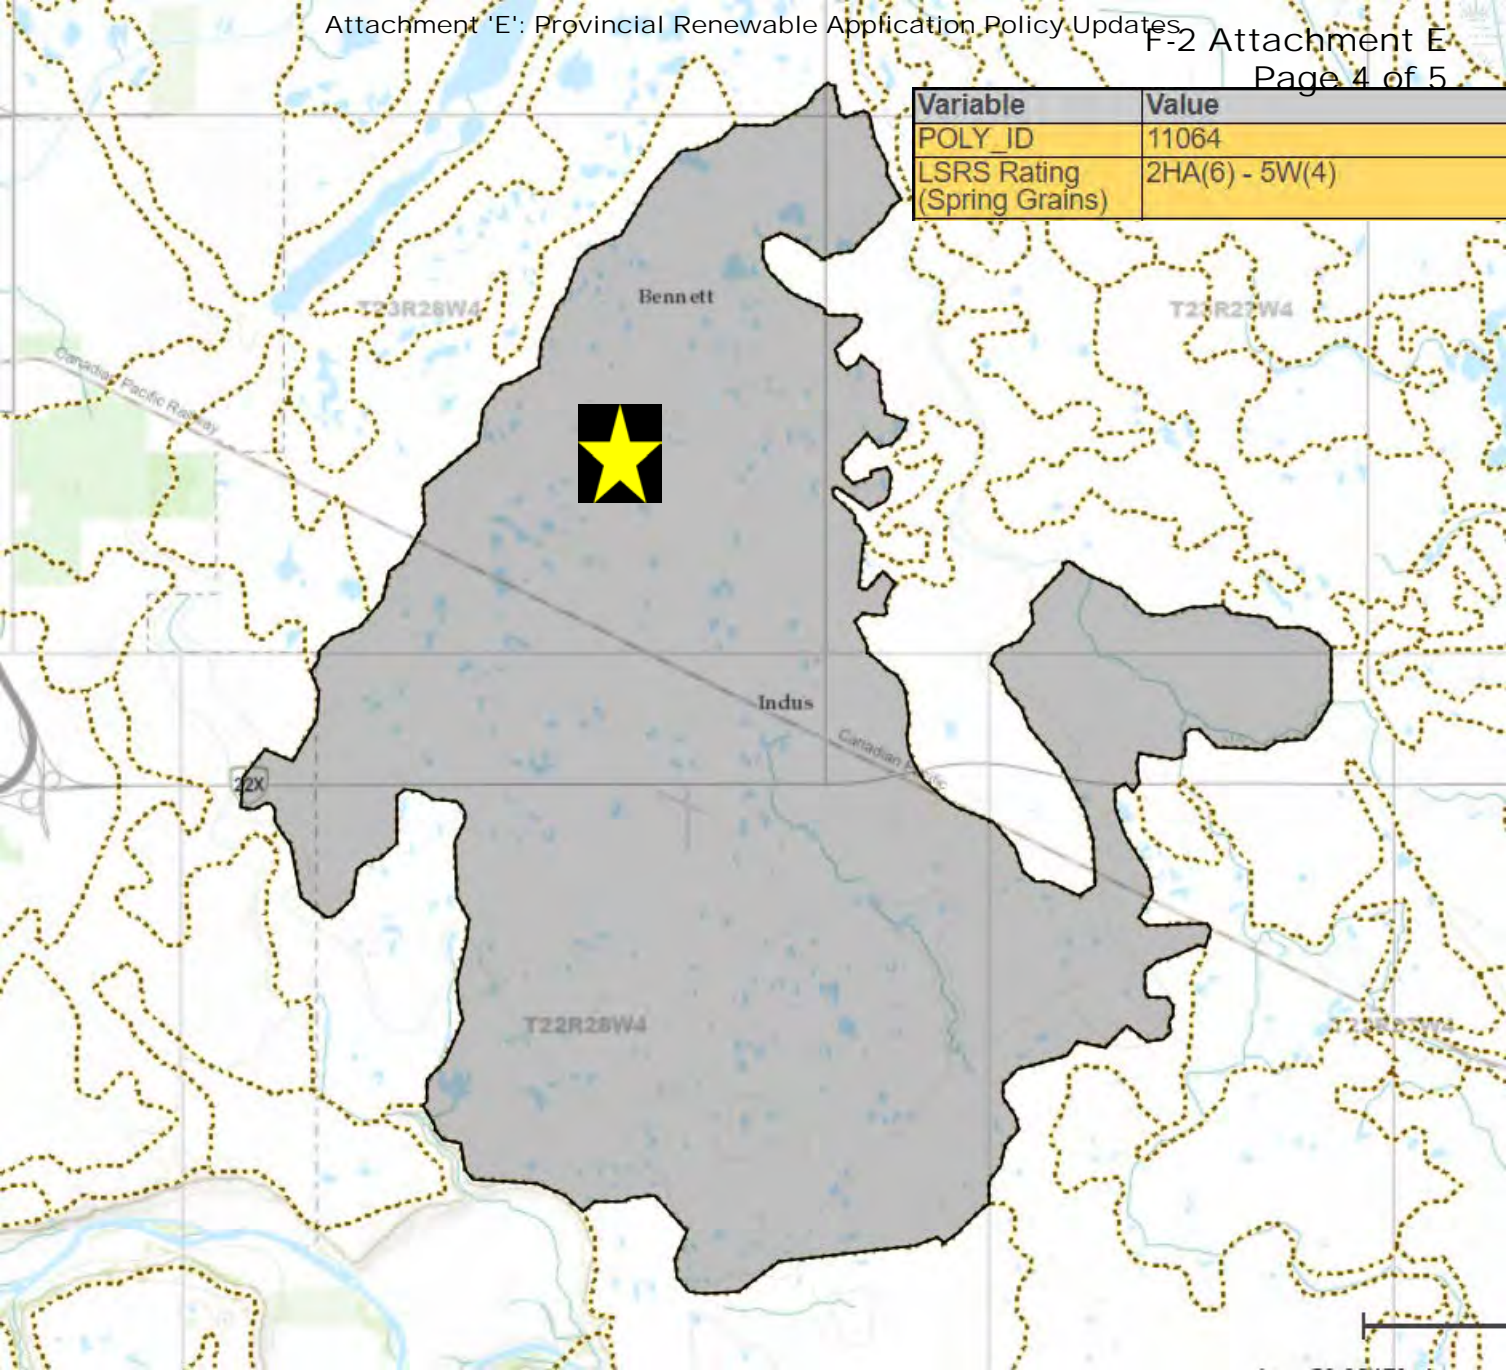 Attachment 'E': Provincial Renewable Application Policy Updates
F-2 Attachment E
Page 4 of 5
Variable Value
POLY_ID 11064
LSRS Rating (Spring Grains) 2HA(6) - 5W(4)
Bennett
T23R28W4
T23R27W4
Canadian Pacific Railway
Indus
Canadian Pacific
22X
T22R28W4
T22R27W4